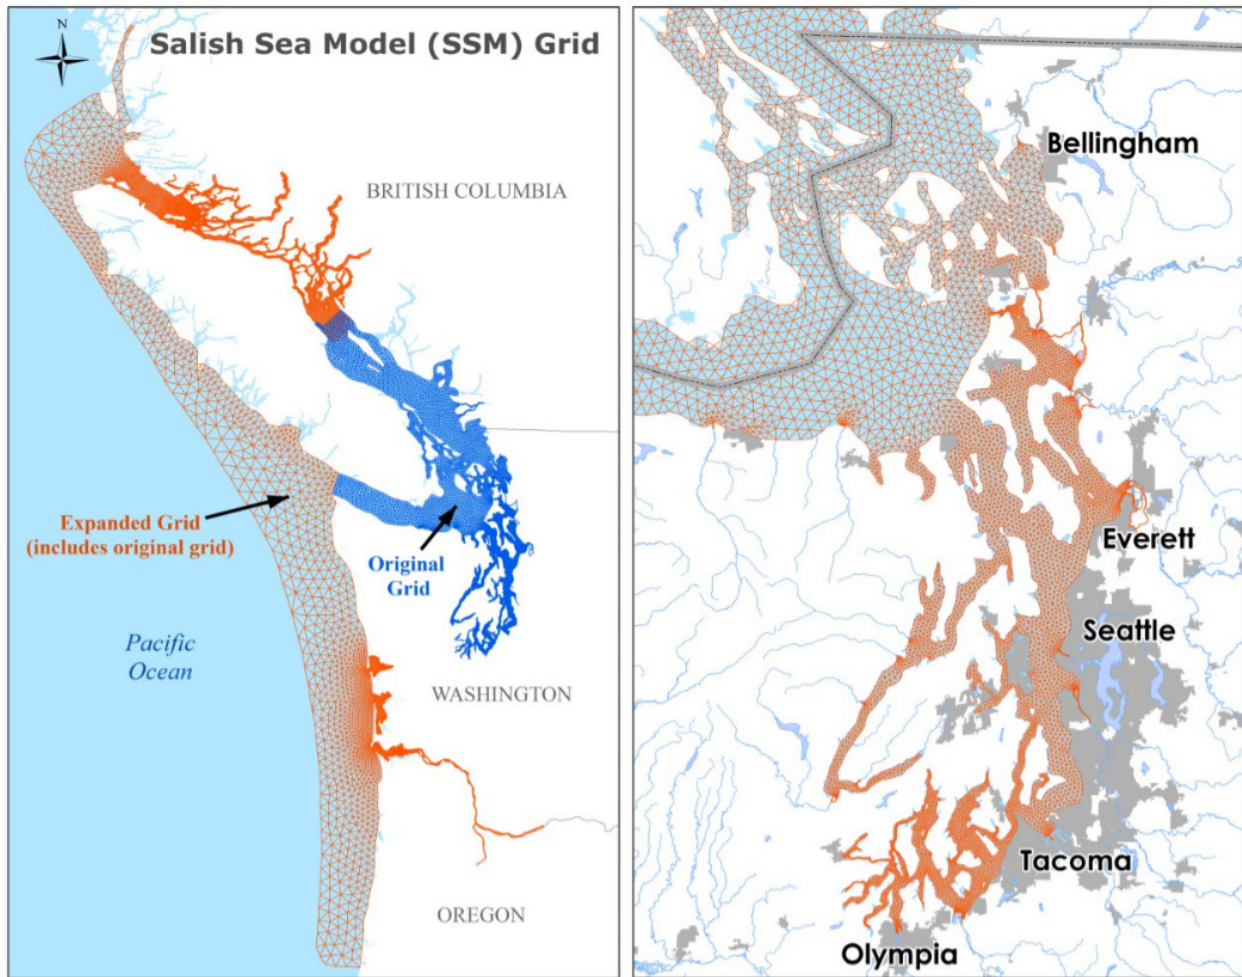 N
Salish Sea Model (SSM) Grid
BRITISH COLUMBIA
Expanded Grid
(includes original grid)
Original
Grid
Pacific
Ocean
WASHINGTON
OREGON
Bellingham
Everett
Seattle
Tacoma
Olympia